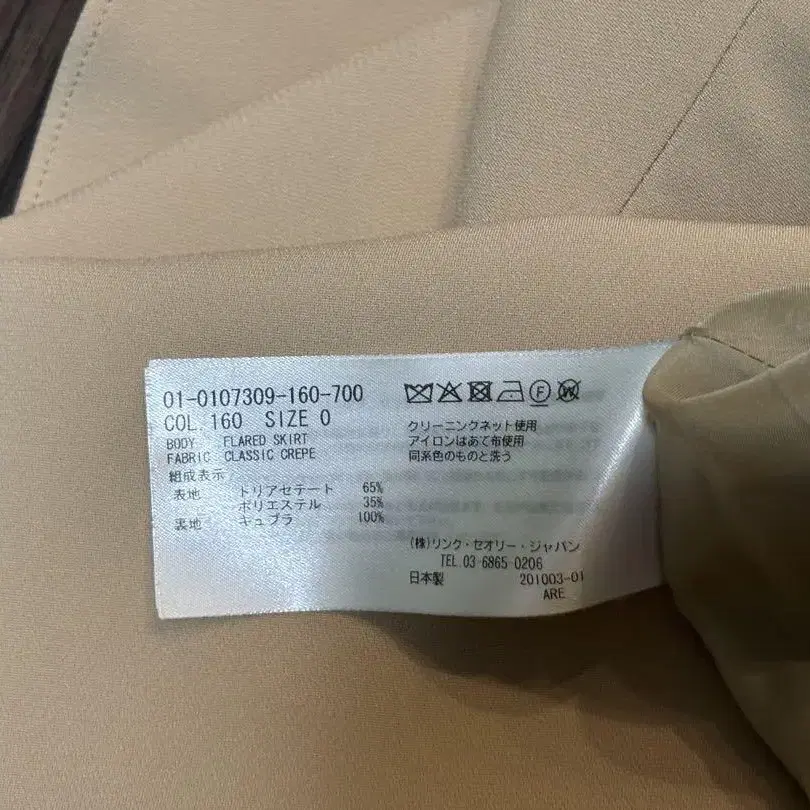 01-0107309-160-700
COL. 160 SIZE 0
BODY FLARED SKIRT
FABRIC CLASSIC CREPE
組成表示
表地 トリアセテート 65%
ポリエステル 35%
裏地 キュプラ 100%
F
W
クリーニングネット使用
アイロンはあて布使用
同系色のものと洗う
(株)リンク・セオリー・ジャパン
TEL.03-6865-0206
日本製 201003-01
ARE